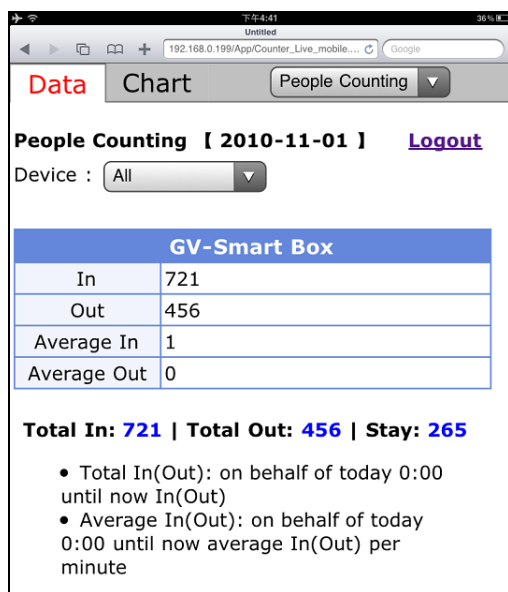 下午4:41
36%
Untitled
192.168.0.199/App/Counter_Live_mobile....
Google
Data
Chart
People Counting
People Counting 【 2010-11-01 】
Logout
Device :
All
GV-Smart Box
In 721
Out 456
Average In 1
Average Out 0
Total In: 721 | Total Out: 456 | Stay: 265
• Total In(Out): on behalf of today 0:00
until now In(Out)
• Average In(Out): on behalf of today
0:00 until now average In(Out) per
minute